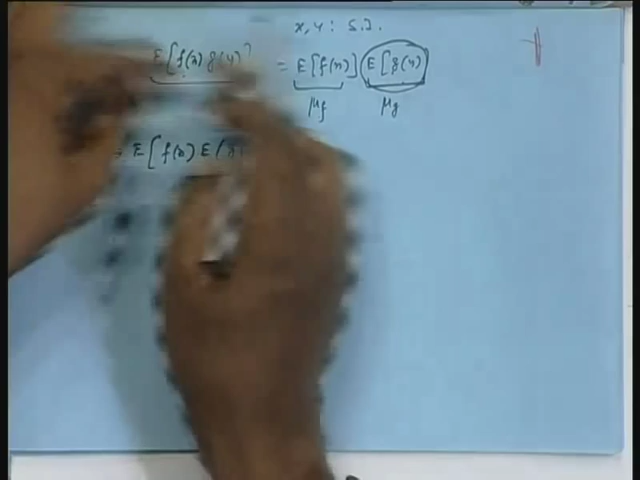 x, y : S.I.
E[f(x) g(y)] = E[f(x)] E[g(y)]
μf μg
= E[f(x) E(g